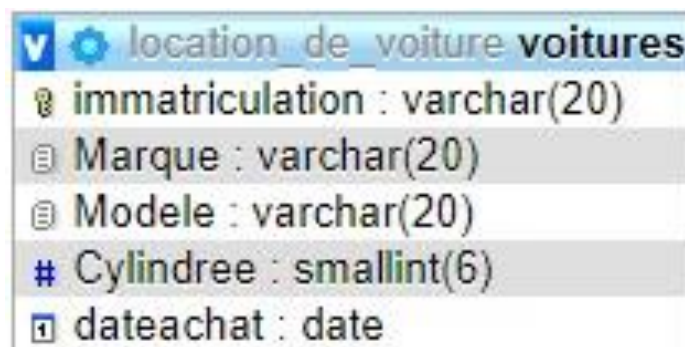 v location_de_voiture voitures
immatriculation : varchar(20)
Marque : varchar(20)
Modele : varchar(20)
# Cylindree : smallint(6)
dateachat : date